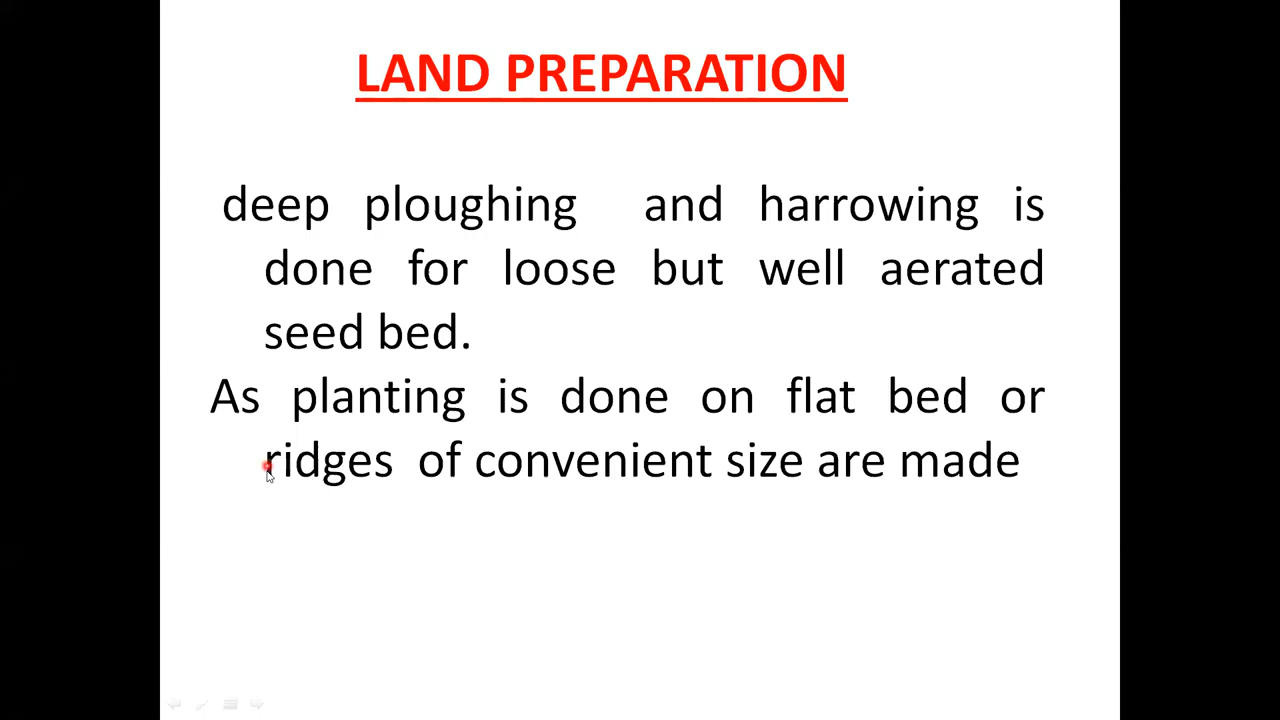 LAND PREPARATION
deep ploughing and harrowing is
done for loose but well aerated
seed bed.
As planting is done on flat bed or
ridges of convenient size are made